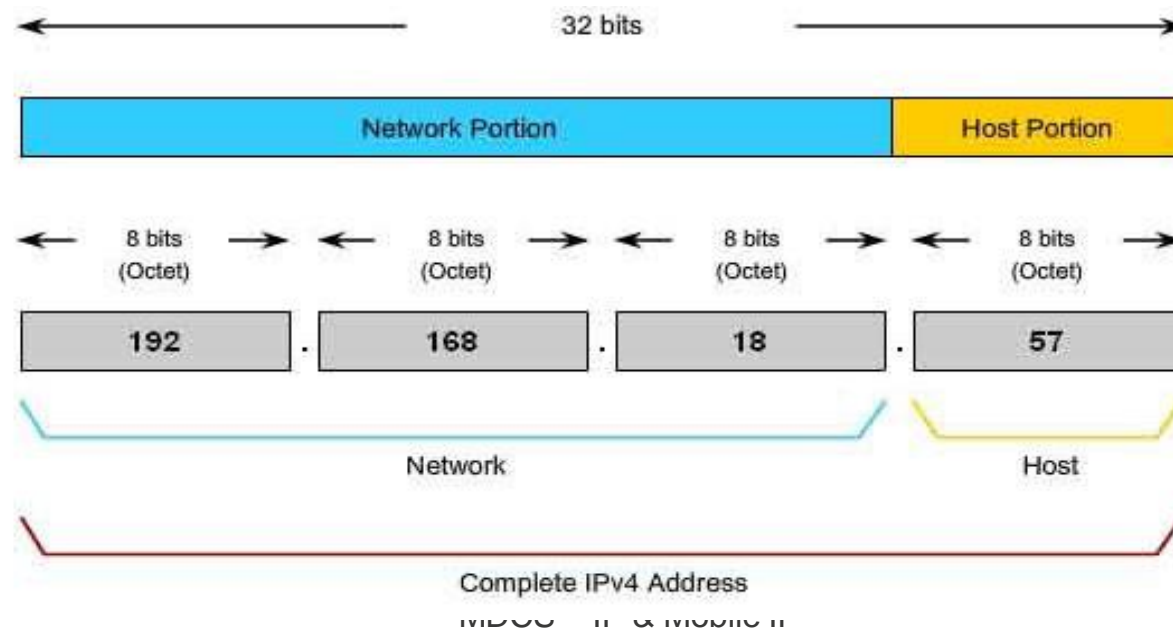 32 bits
Network Portion Host Portion
8 bits 8 bits 8 bits 8 bits
(Octet) (Octet) (Octet) (Octet)
192 . 168 . 18 . 57
Network Host
Complete IPv4 Address
& Mobile